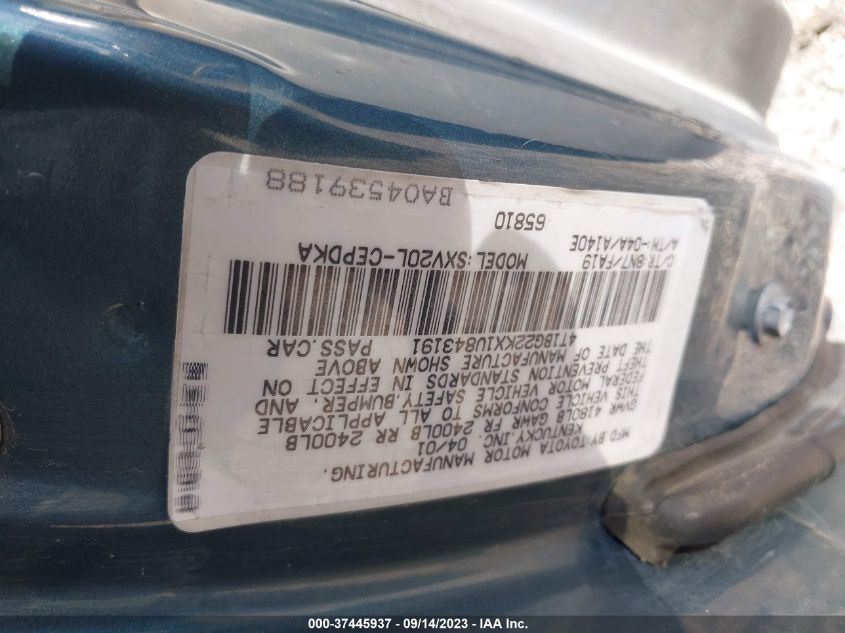 MFD BY:TOYOTA MOTOR MANUFACTURING.
KENTUCKY,INC. 04/01
GVWR 4180LB GAWR FR 2400LB RR 2400LB
THIS VEHICLE CONFORMS TO ALL APPLICABLE
FEDERAL MOTOR VEHICLE SAFETY,BUMPER, AND
THEFT PREVENTION STANDARDS IN EFFECT ON
THE DATE OF MANUFACTURE SHOWN ABOVE
4T1BG22KX1U843191 PASS.CAR
C/TR:8N7/FA19 MODEL:SXV20L-CEPDKA
A/TM:-04A/A140E
65810
BA04539188
000-37445937 - 09/14/2023 - IAA Inc.